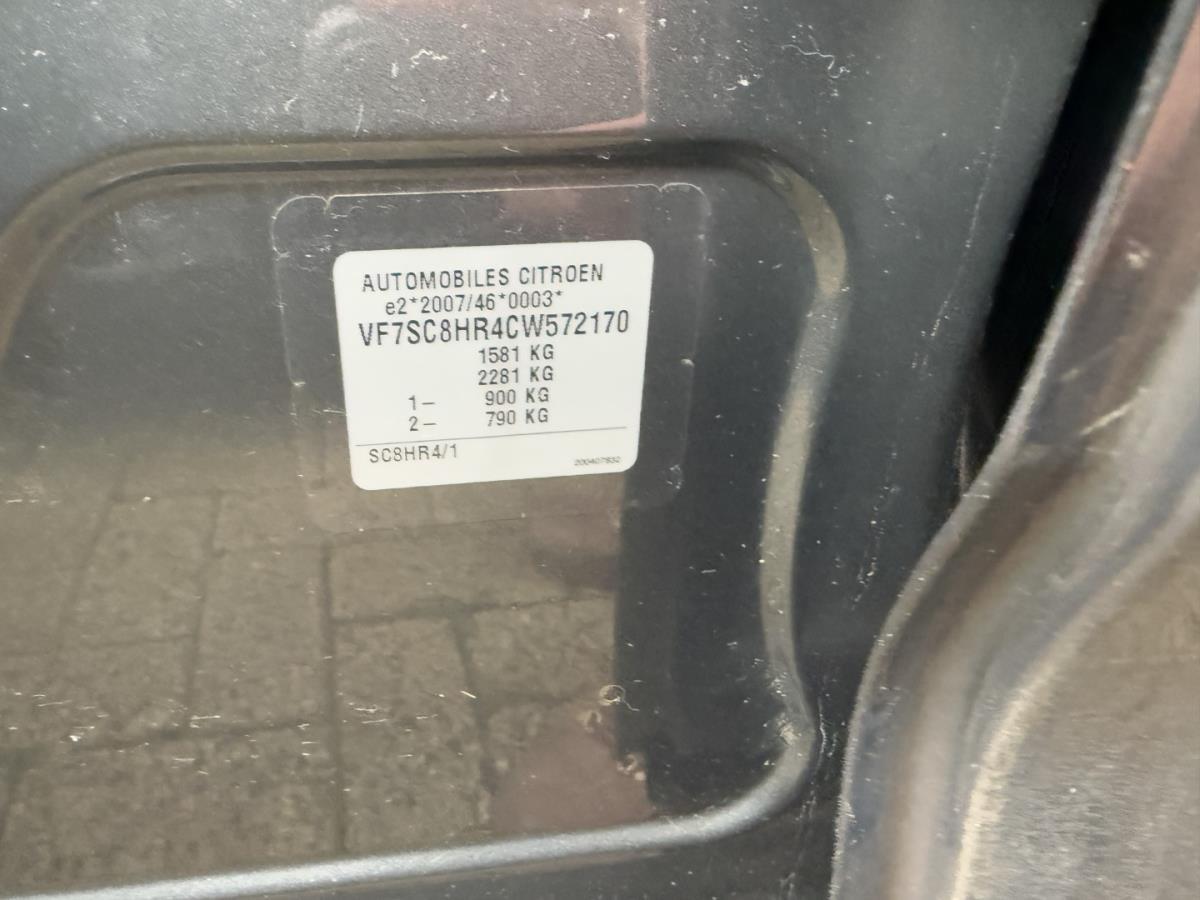 AUTOMOBILES CITROEN
e2*2007/46*0003*
VF7SC8HR4CW572170
1581 KG
2281 KG
1- 900 KG
2- 790 KG
SC8HR4/1